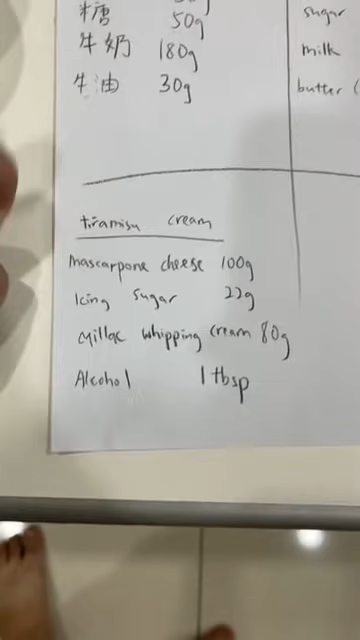 糖 50g
牛奶 180g
牛油 30g
sugar
milk
butter (
tiramisu cream
mascarpone cheese 100g
Icing sugar 22g
Millac whipping cream 80g
Alcohol 1 tbsp